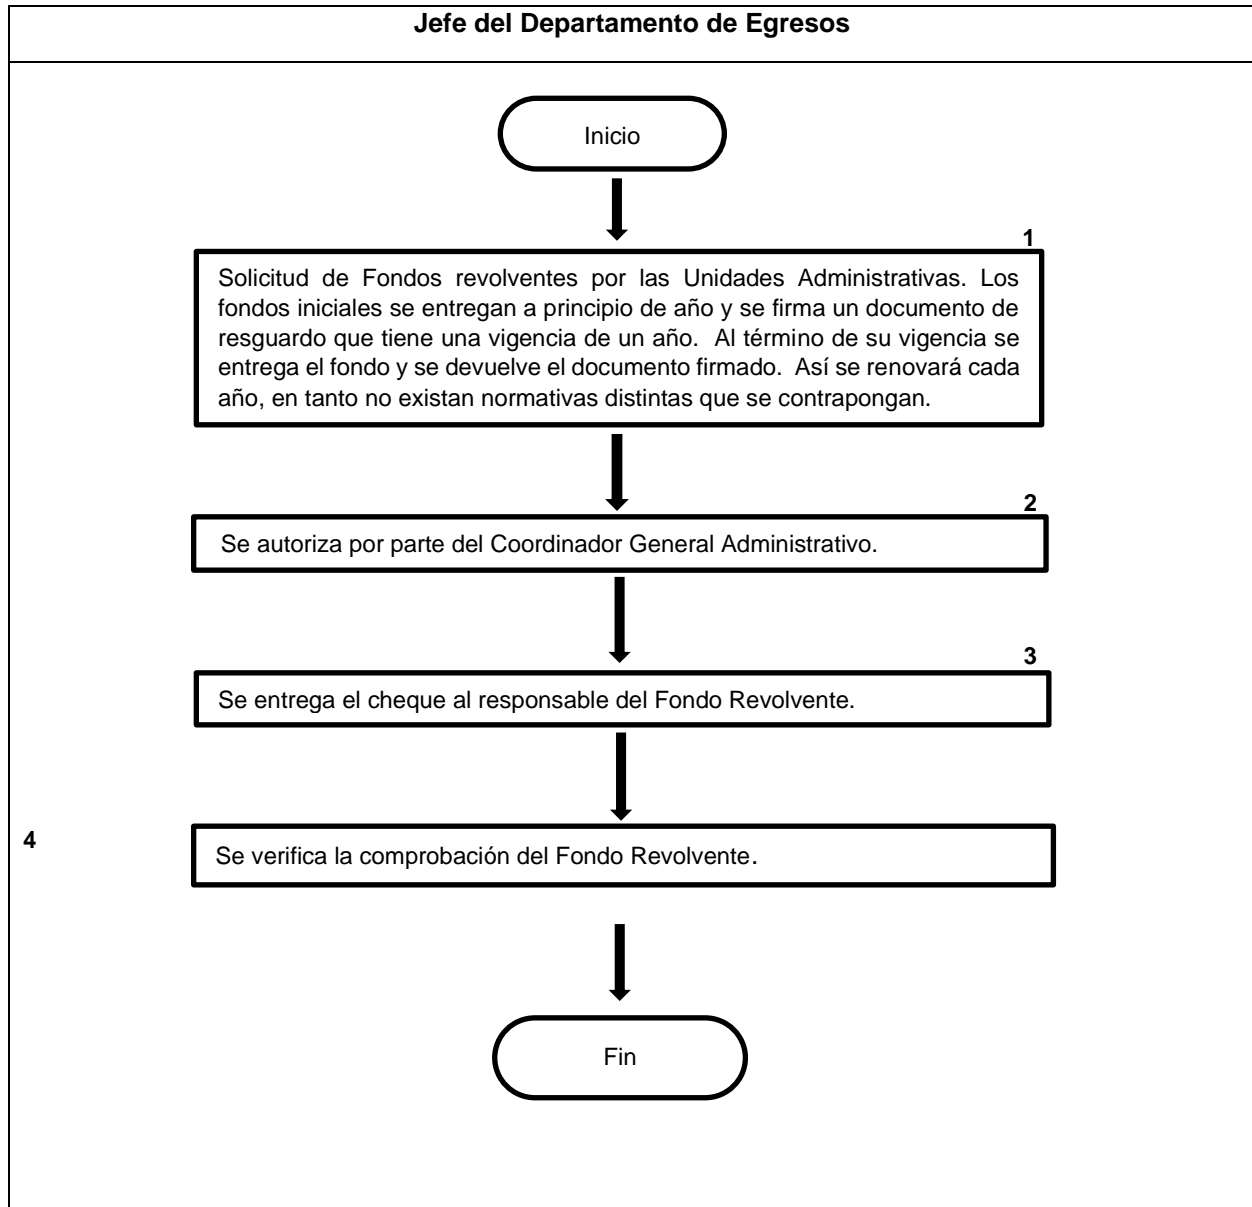 Jefe del Departamento de Egresos
Inicio
1
Solicitud de Fondos revolventes por las Unidades Administrativas. Los
fondos iniciales se entregan a principio de año y se firma un documento de
resguardo que tiene una vigencia de un año. Al término de su vigencia se
entrega el fondo y se devuelve el documento firmado. Así se renovará cada
año, en tanto no existan normativas distintas que se contrapongan.
2
Se autoriza por parte del Coordinador General Administrativo.
3
Se entrega el cheque al responsable del Fondo Revolvente.
4
Se verifica la comprobación del Fondo Revolvente.
Fin